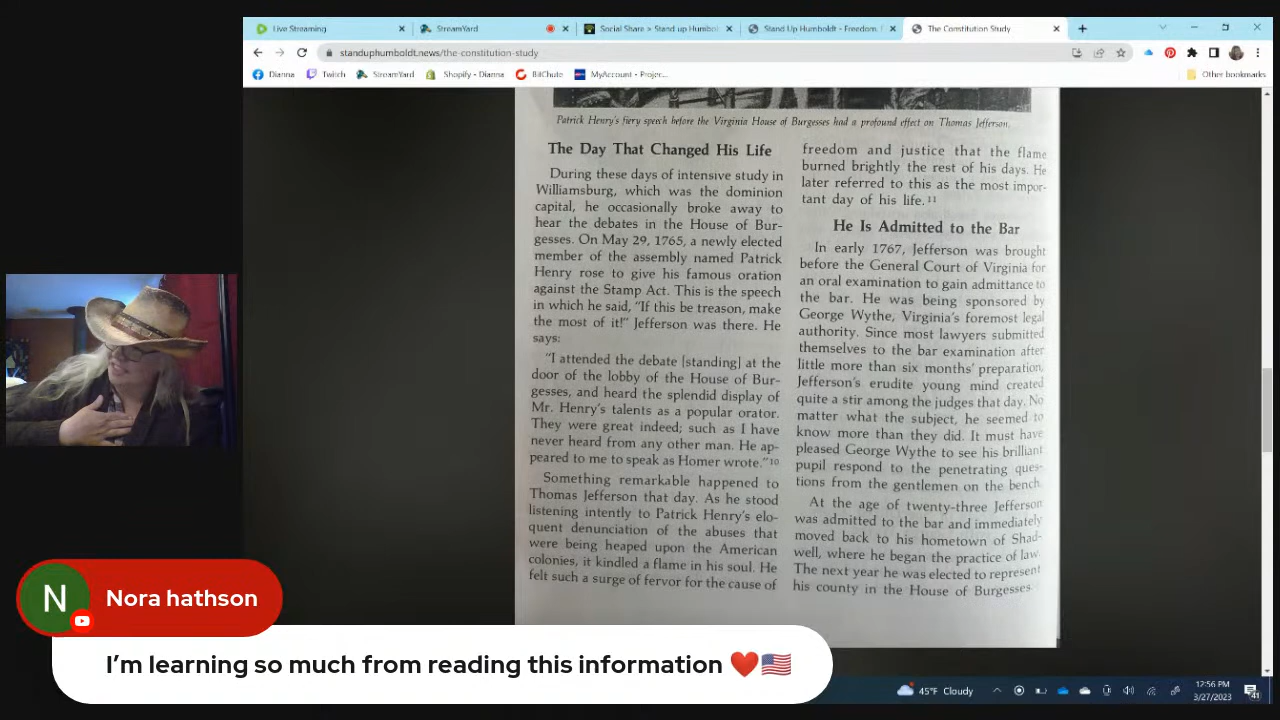 Live Streaming
StreamYard
Social Share > Stand up Humbol
Stand Up Humboldt - Freedom, 
The Constitution Study
standuphumboldt.news/the-constitution-study
Dianna
Twitch
StreamYard
Shopify - Dianna
BitChute
MyAccount - Projec...
Other bookmarks
Patrick Henry's fiery speech before the Virginia House of Burgesses had a profound effect on Thomas Jefferson.
The Day That Changed His Life
During these days of intensive study in
Williamsburg, which was the dominion
capital, he occasionally broke away to
hear the debates in the House of Bur-
gesses. On May 29, 1765, a newly elected
member of the assembly named Patrick
Henry rose to give his famous oration
against the Stamp Act. This is the speech
in which he said, "If this be treason, make
the most of it!" Jefferson was there. He
says:
"I attended the debate [standing] at the
door of the lobby of the House of Bur-
gesses, and heard the splendid display of
Mr. Henry's talents as a popular orator.
They were great indeed; such as I have
never heard from any other man. He ap-
peared to me to speak as Homer wrote."10
Something remarkable happened to
Thomas Jefferson that day. As he stood
listening intently to Patrick Henry's elo-
quent denunciation of the abuses that
were being heaped upon the American
colonies, it kindled a flame in his soul. He
felt such a surge of fervor for the cause of
freedom and justice that the flame
burned brightly the rest of his days. He
later referred to this as the most impor-
tant day of his life.11
He Is Admitted to the Bar
In early 1767, Jefferson was brought
before the General Court of Virginia for
an oral examination to gain admittance to
the bar. He was being sponsored by
George Wythe, Virginia's foremost legal
authority. Since most lawyers submitted
themselves to the bar examination after
little more than six months' preparation,
Jefferson's erudite young mind created
quite a stir among the judges that day. No
matter what the subject, he seemed to
know more than they did. It must have
pleased George Wythe to see his brilliant
pupil respond to the penetrating ques-
tions from the gentlemen on the bench.
At the age of twenty-three Jefferson
was admitted to the bar and immediately
moved back to his hometown of Shad-
well, where he began the practice of law.
The next year he was elected to represent
his county in the House of Burgesses
N
Nora hathson
I'm learning so much from reading this information ❤️🇺🇸
45°F Cloudy
12:56 PM
3/27/2023
41